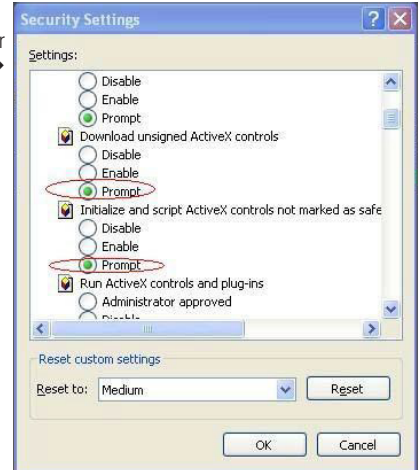 Security Settings
r
Settings:
Disable
Enable
Prompt
Download unsigned ActiveX controls
Disable
Enable
Prompt
Initialize and script ActiveX controls not marked as safe
Disable
Enable
Prompt
Run ActiveX controls and plug-ins
Administrator approved
Disable
Reset custom settings
Reset to: Medium Reset
OK Cancel